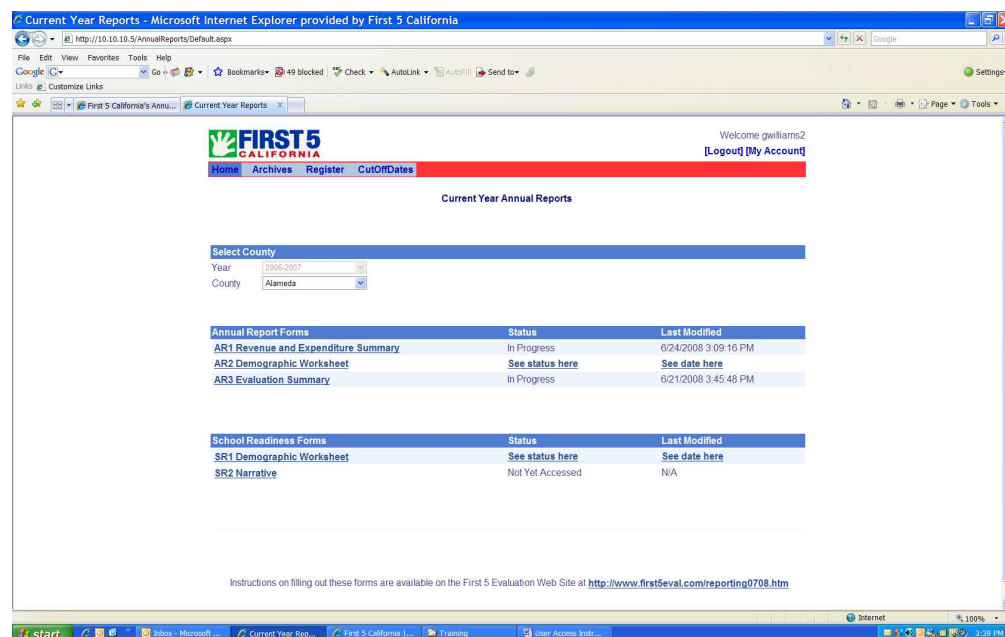 Current Year Reports - Microsoft Internet Explorer provided by First 5 California
http://10.10.10.5/AnnualReports/Default.aspx
Google
File Edit View Favorites Tools Help
Google G Go Bookmarks 49 blocked Check AutoLink AutoFill Send to Settings
Links Customize Links
First 5 California's Annu... Current Year Reports X Page Tools
FIRST 5
CALIFORNIA
Welcome gwilliams2
[Logout] [My Account]
Home Archives Register CutOffDates
Current Year Annual Reports
Select County
Year 2006-2007
County Alameda
Annual Report Forms Status Last Modified
AR1 Revenue and Expenditure Summary In Progress 6/24/2008 3:09:16 PM
AR2 Demographic Worksheet See status here See date here
AR3 Evaluation Summary In Progress 6/21/2008 3:45:48 PM
School Readiness Forms Status Last Modified
SR1 Demographic Worksheet See status here See date here
SR2 Narrative Not Yet Accessed N/A
Instructions on filling out these forms are available on the First 5 Evaluation Web Site at http://www.first5eval.com/reporting0708.htm
Internet 100%
start Inbox - Microsoft ... Current Year Rep... First 5 California |... Training User Access Instr... 3:39 PM